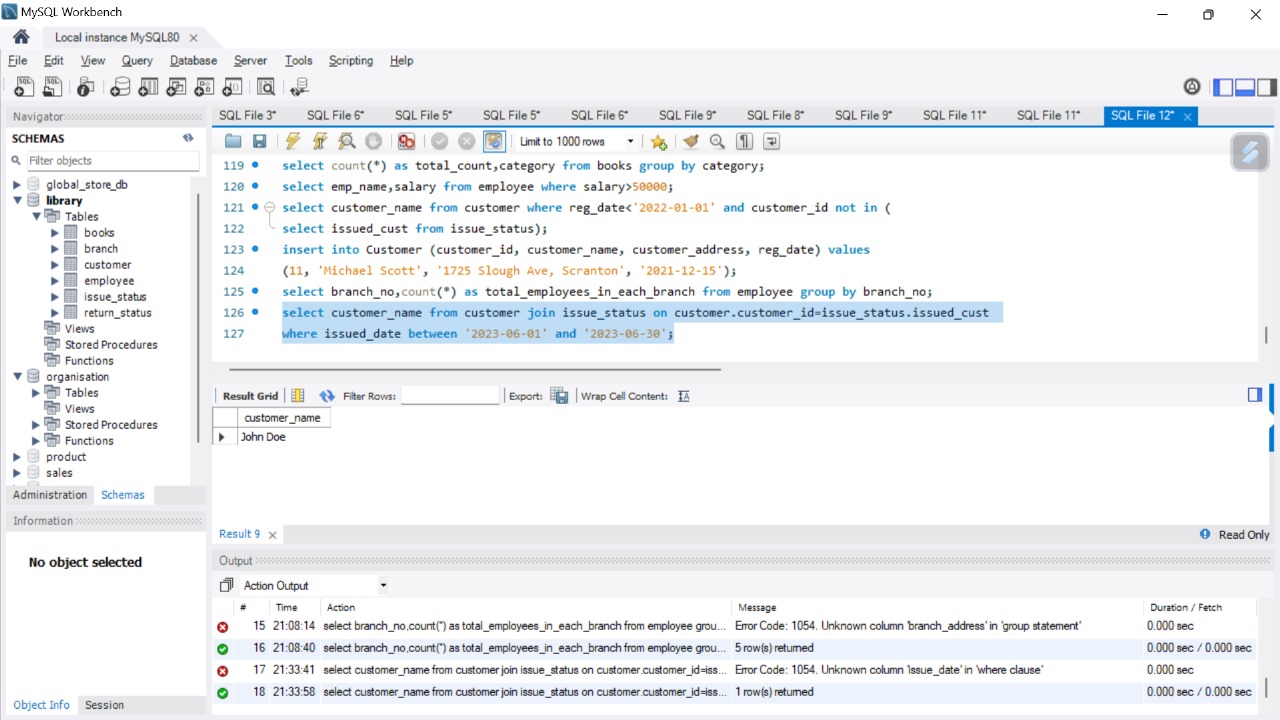 MySQL Workbench
Local instance MySQL80
File Edit View Query Database Server Tools Scripting Help
Navigator
SCHEMAS
Filter objects
global_store_db
library
Tables
books
branch
customer
employee
issue_status
return_status
Views
Stored Procedures
Functions
organisation
Tables
Views
Stored Procedures
Functions
product
sales
Administration Schemas
Information
No object selected
Object Info Session
SQL File 3* SQL File 6* SQL File 5* SQL File 5* SQL File 6* SQL File 9* SQL File 8* SQL File 9* SQL File 11* SQL File 11* SQL File 12*
Limit to 1000 rows
119 select count(*) as total_count,category from books group by category;
120 select emp_name,salary from employee where salary>50000;
121 select customer_name from customer where reg_date<'2022-01-01' and customer_id not in (
122 select issued_cust from issue_status);
123 insert into Customer (customer_id, customer_name, customer_address, reg_date) values
124 (11, 'Michael Scott', '1725 Slough Ave, Scranton', '2021-12-15');
125 select branch_no,count(*) as total_employees_in_each_branch from employee group by branch_no;
126 select customer_name from customer join issue_status on customer.customer_id=issue_status.issued_cust
127 where issued_date between '2023-06-01' and '2023-06-30';
Result Grid Filter Rows: Export: Wrap Cell Content:
customer_name
John Doe
Result 9 Read Only
Output
Action Output
# Time Action Message Duration / Fetch
15 21:08:14 select branch_no,count(*) as total_employees_in_each_branch from employee grou... Error Code: 1054. Unknown column 'branch_address' in 'group statement' 0.000 sec
16 21:08:40 select branch_no,count(*) as total_employees_in_each_branch from employee grou... 5 row(s) returned 0.000 sec / 0.000 sec
17 21:33:41 select customer_name from customer join issue_status on customer.customer_id=iss... Error Code: 1054. Unknown column 'issue_date' in 'where clause' 0.000 sec
18 21:33:58 select customer_name from customer join issue_status on customer.customer_id=iss... 1 row(s) returned 0.000 sec / 0.000 sec